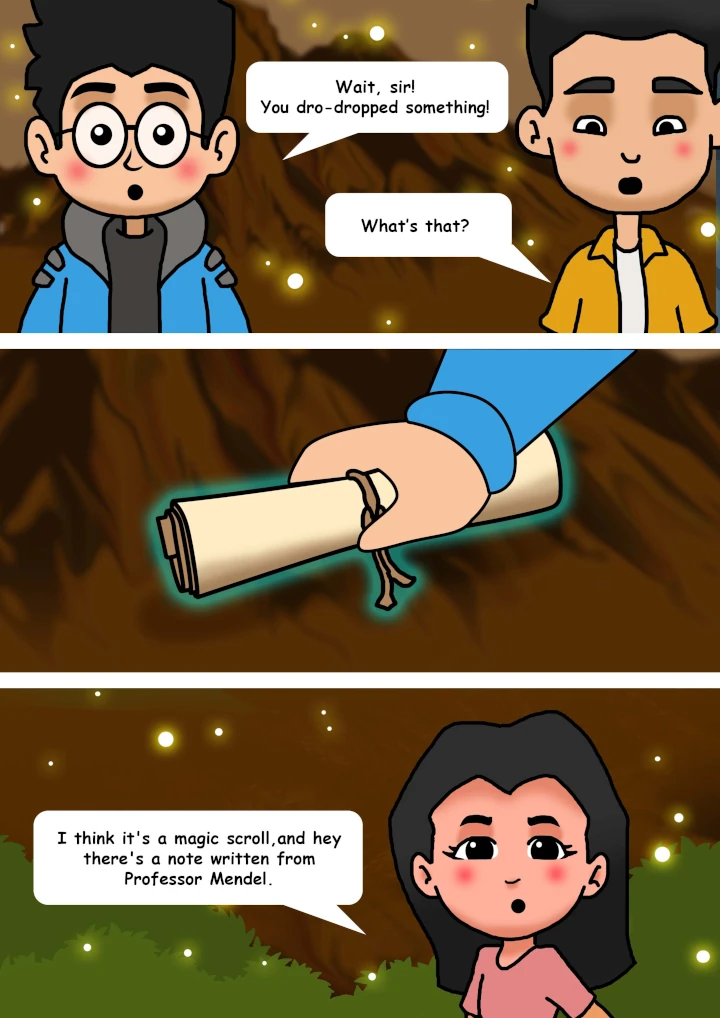 Wait, sir!
You dro-dropped something!
What's that?
I think it's a magic scroll,and hey
there's a note written from
Professor Mendel.